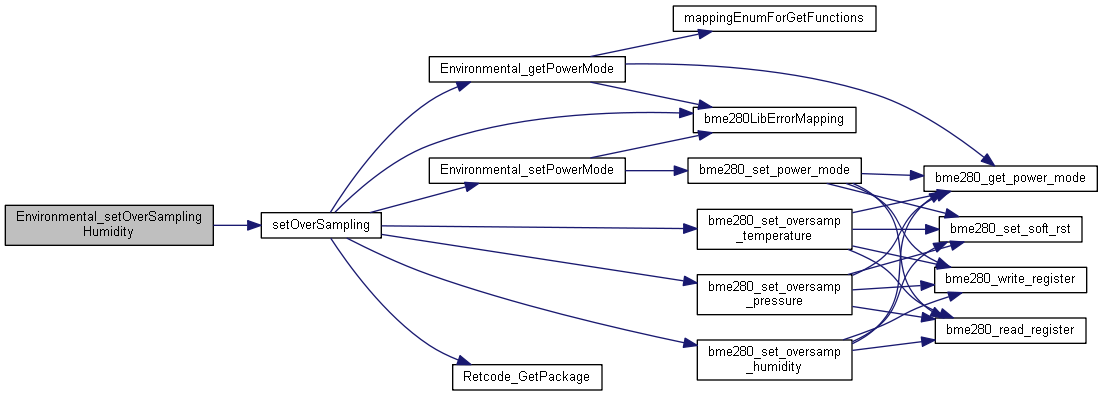 mappingEnumForGetFunctions
Environmental_getPowerMode
bme280LibErrorMapping
Environmental_setPowerMode
bme280_set_power_mode
bme280_get_power_mode
Environmental_setOverSampling
Humidity
setOverSampling
bme280_set_oversamp
_temperature
bme280_set_soft_rst
bme280_set_oversamp
_pressure
bme280_write_register
bme280_read_register
bme280_set_oversamp
_humidity
Retcode_GetPackage